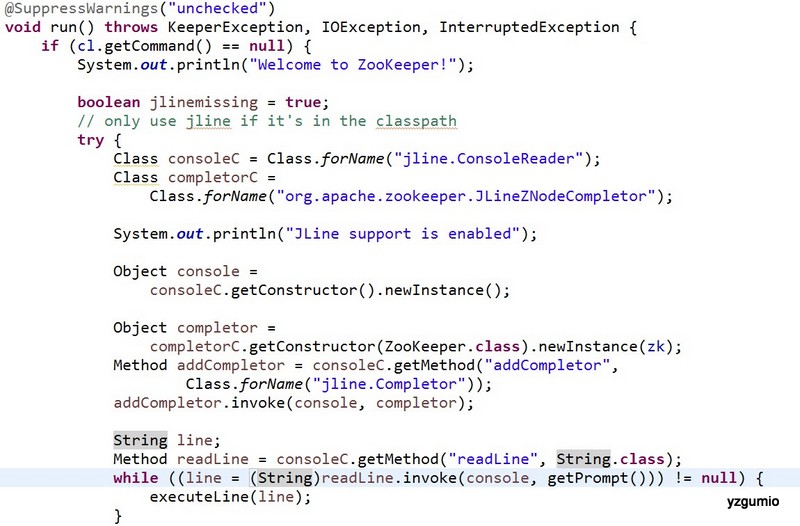 @SuppressWarnings("unchecked")
void run() throws KeeperException, IOException, InterruptedException {
    if (cl.getCommand() == null) {
        System.out.println("Welcome to ZooKeeper!");

        boolean jlinemissing = true;
        // only use jline if it's in the classpath
        try {
            Class consoleC = Class.forName("jline.ConsoleReader");
            Class completorC =
                Class.forName("org.apache.zookeeper.JLineZNodeCompletor");

            System.out.println("JLine support is enabled");

            Object console =
                consoleC.getConstructor().newInstance();

            Object completor =
                completorC.getConstructor(ZooKeeper.class).newInstance(zk);
            Method addCompletor = consoleC.getMethod("addCompletor",
                    Class.forName("jline.Completor"));
            addCompletor.invoke(console, completor);

            String line;
            Method readLine = consoleC.getMethod("readLine", String.class);
            while ((line = (String)readLine.invoke(console, getPrompt())) != null) {
                executeLine(line);
            }
yzgumio